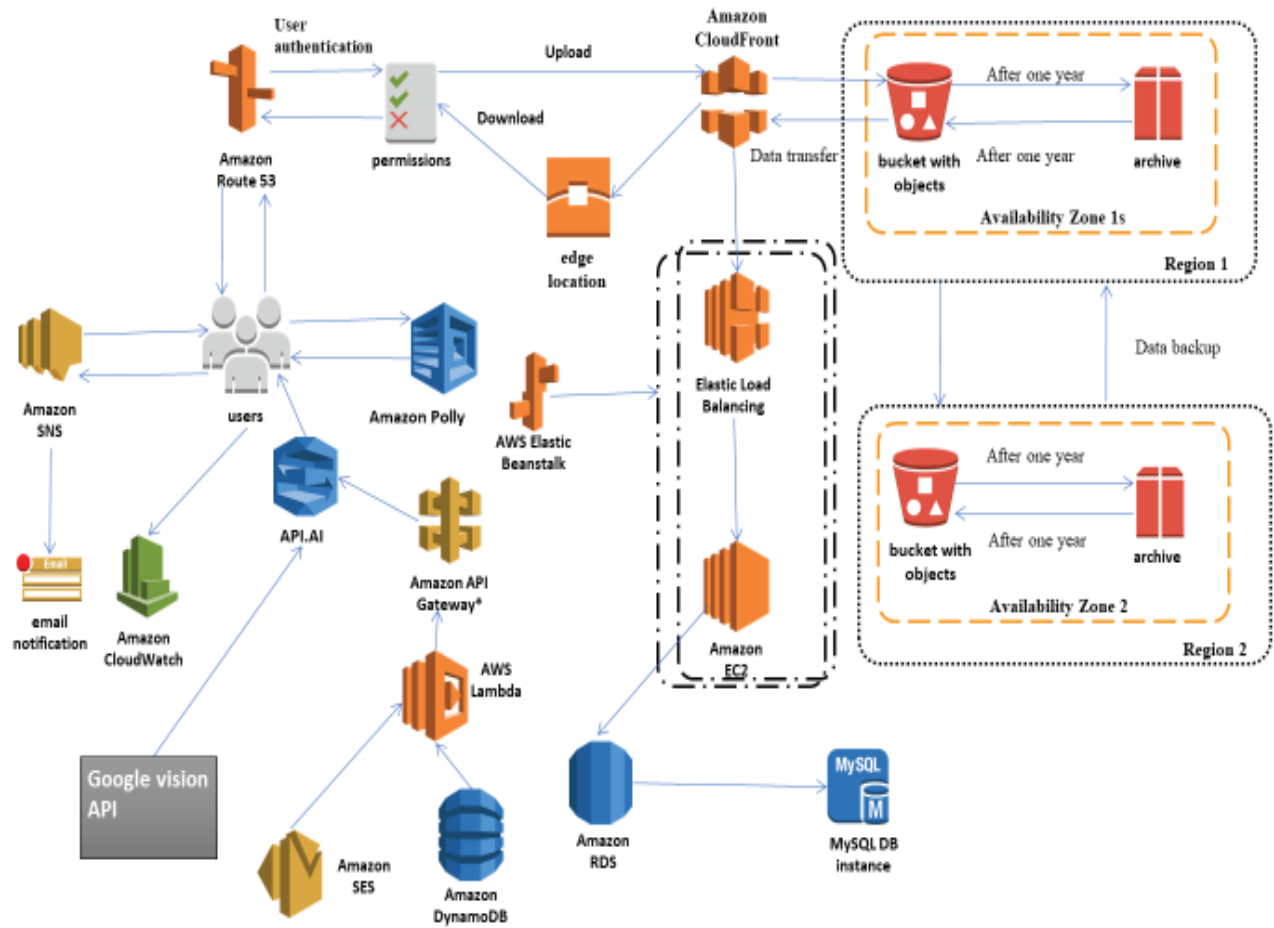 User
authentication
Upload
Amazon
CloudFront
After one year
Download
permissions
Amazon
Route 53
Data transfer
bucket with
objects
After one year
archive
Availability Zone 1s
Region 1
edge
location
Amazon
SNS
users
Amazon Polly
AWS Elastic
Beanstalk
Elastic Load
Balancing
Data backup
API.AI
Amazon API
Gateway*
Email
email
notification
Amazon
CloudWatch
AWS
Lambda
Amazon
EC2
After one year
After one year
bucket with
objects
archive
Availability Zone 2
Region 2
Google vision
API
Amazon
SES
Amazon
DynamoDB
Amazon
RDS
MySQL
M
MySQL DB
instance